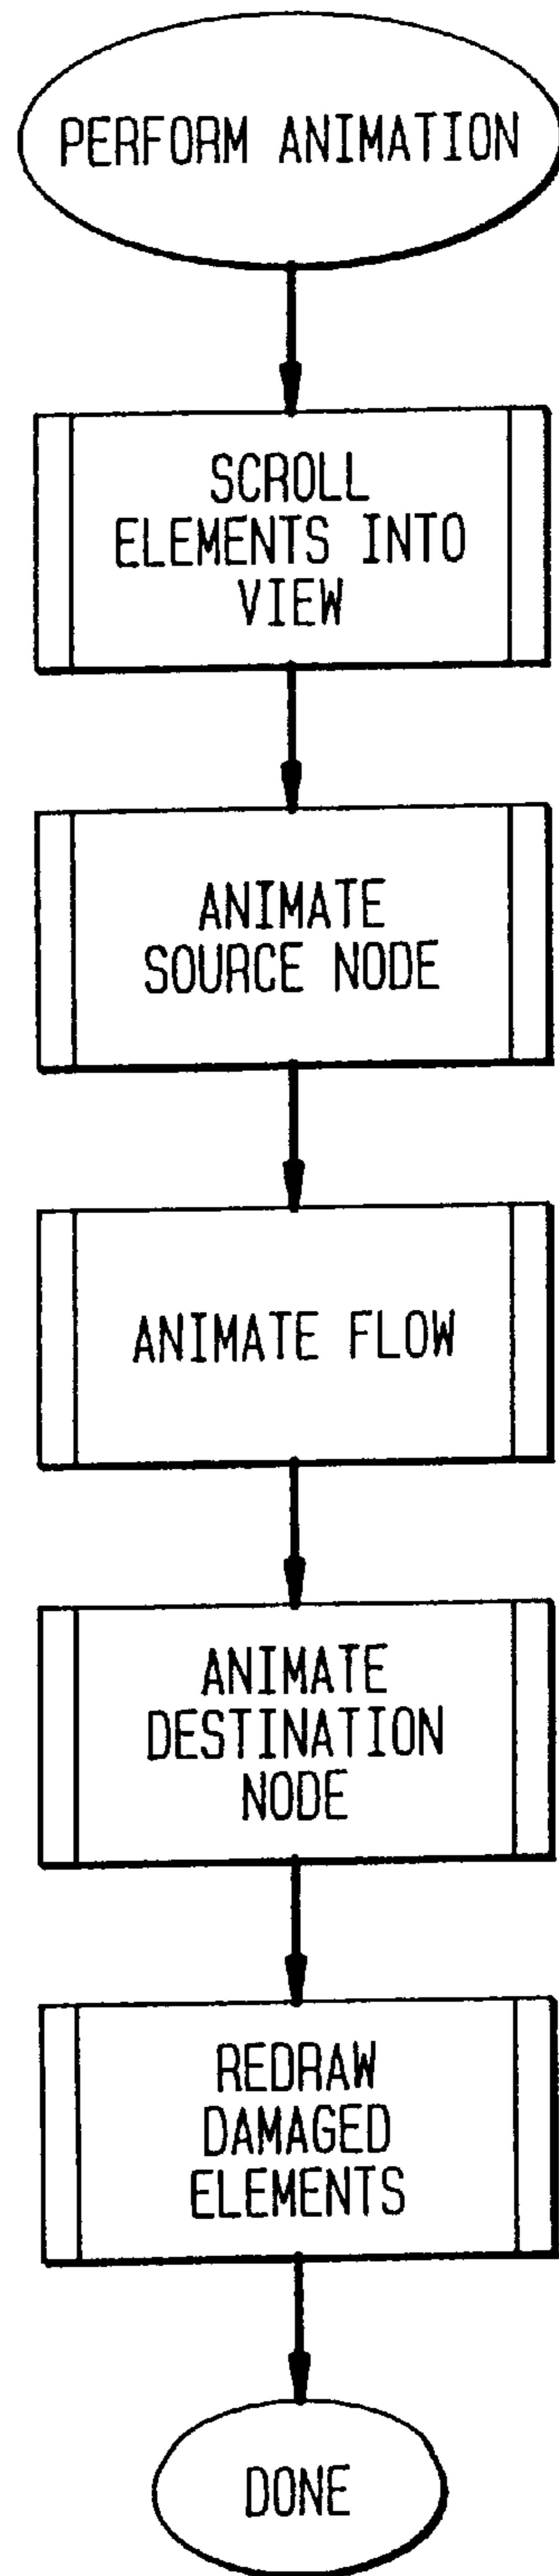 PERFORM ANIMATION
SCROLL
ELEMENTS INTO
VIEW
ANIMATE
SOURCE NODE
ANIMATE FLOW
ANIMATE
DESTINATION
NODE
REDRAW
DAMAGED
ELEMENTS
DONE